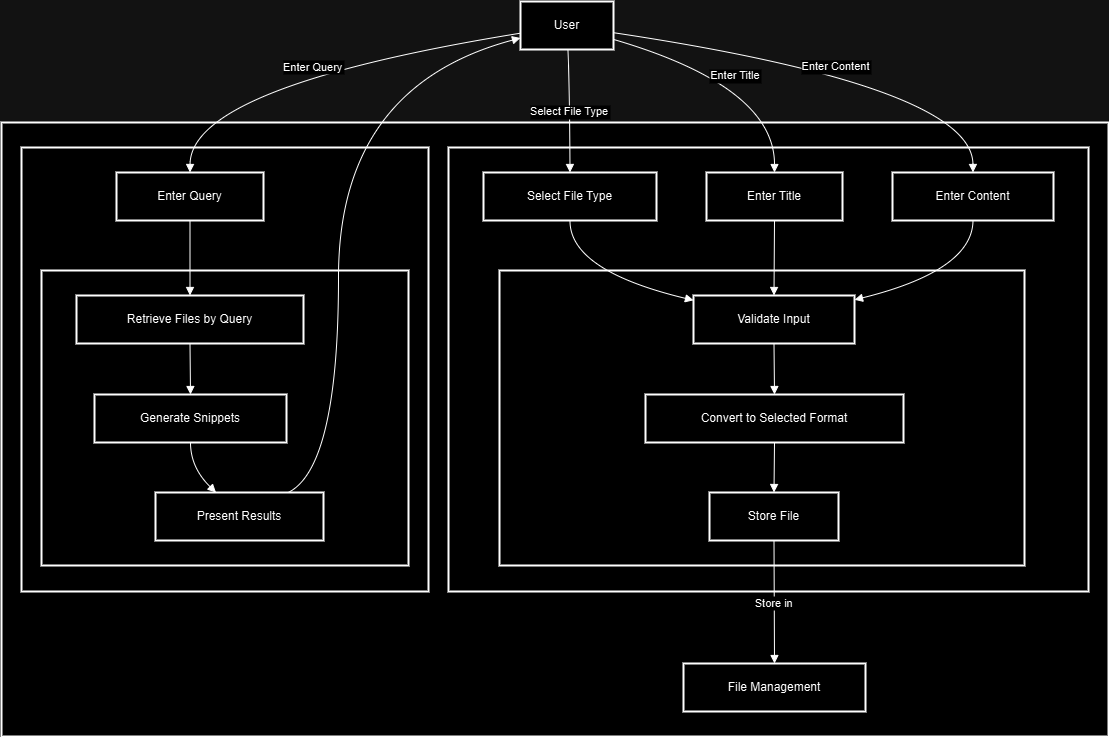 User
Enter Query
Enter Title
Enter Content
Select File Type
Enter Query
Select File Type
Enter Title
Enter Content
Retrieve Files by Query
Validate Input
Generate Snippets
Convert to Selected Format
Present Results
Store File
Store in
File Management